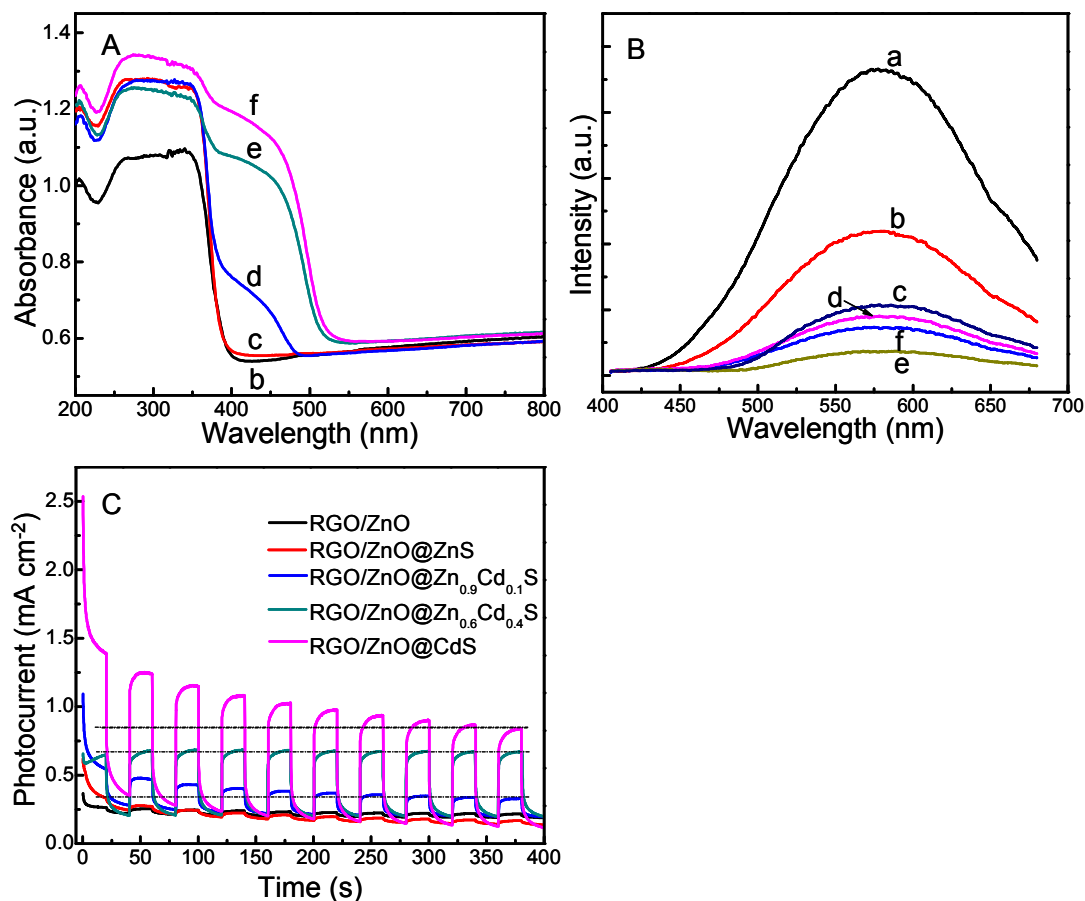 A
1.4
1.2
1.0
0.8
0.6
Absorbance (a.u.)
f
e
d
c
b
200 300 400 500 600 700 800
Wavelength (nm)
B
Intensity (a.u.)
a
b
c
d
f
e
400 450 500 550 600 650 700
Wavelength (nm)
C
2.5
2.0
1.5
1.0
0.5
0.0
Photocurrent (mA cm⁻²)
RGO/ZnO
RGO/ZnO@ZnS
RGO/ZnO@Zn₀.₉Cd₀.₁S
RGO/ZnO@Zn₀.₆Cd₀.₄S
RGO/ZnO@CdS
0 50 100 150 200 250 300 350 400
Time (s)